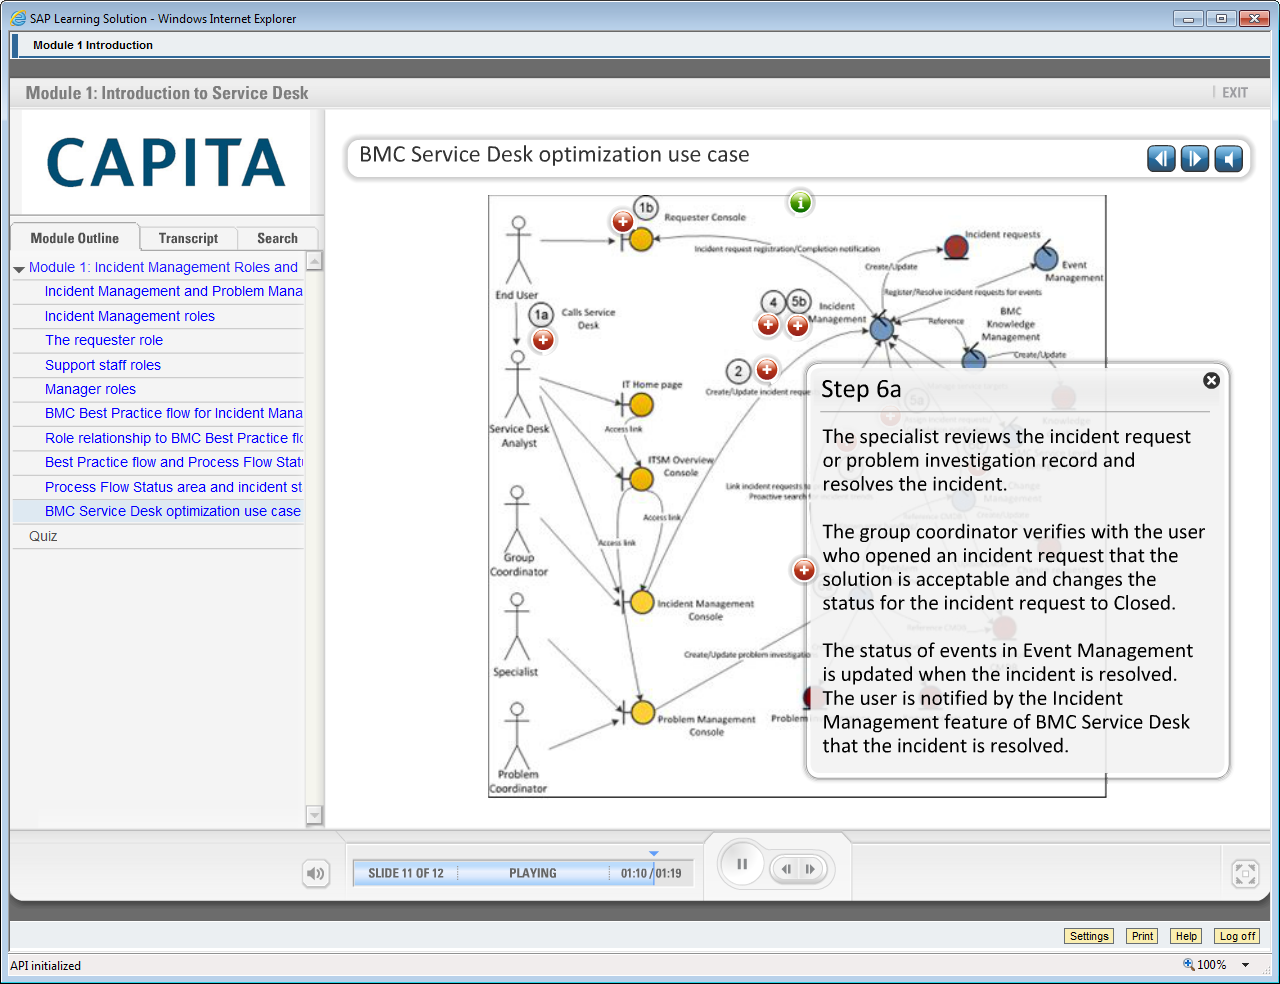 SAP Learning Solution - Windows Internet Explorer
Module 1 Introduction
Module 1: Introduction to Service Desk
EXIT
CAPITA
Module Outline
Transcript
Search
Module 1: Incident Management Roles and
Incident Management and Problem Mana
Incident Management roles
The requester role
Support staff roles
Manager roles
BMC Best Practice flow for Incident Mana
Role relationship to BMC Best Practice flo
Best Practice flow and Process Flow Statu
Process Flow Status area and incident st
BMC Service Desk optimization use case
Quiz
BMC Service Desk optimization use case
1b
Requester Console
Incident request registration/Completion notification
Incident requests
Create/Update
Event
Management
Register/Resolve incident requests for events
End User
1a
Calls Service
Desk
4
5b
Incident
Management
Reference
BMC
Knowledge
Management
Create/Update
2
Create/Update incident reque
Service Desk
Analyst
IT Home page
Access link
ITSM Overview
Console
Link incident requests to
Proactive search
Access link
Access link
Group
Coordinator
Incident Management
Console
Specialist
Create/Update problem investigatio
Problem Management
Console
Problem
Problem
Coordinator
Step 6a
The specialist reviews the incident request
or problem investigation record and
resolves the incident.
The group coordinator verifies with the user
who opened an incident request that the
solution is acceptable and changes the
status for the incident request to Closed.
The status of events in Event Management
is updated when the incident is resolved.
The user is notified by the Incident
Management feature of BMC Service Desk
that the incident is resolved.
SLIDE 11 OF 12
PLAYING
01:10 / 01:19
Settings
Print
Help
Log off
API initialized
100%